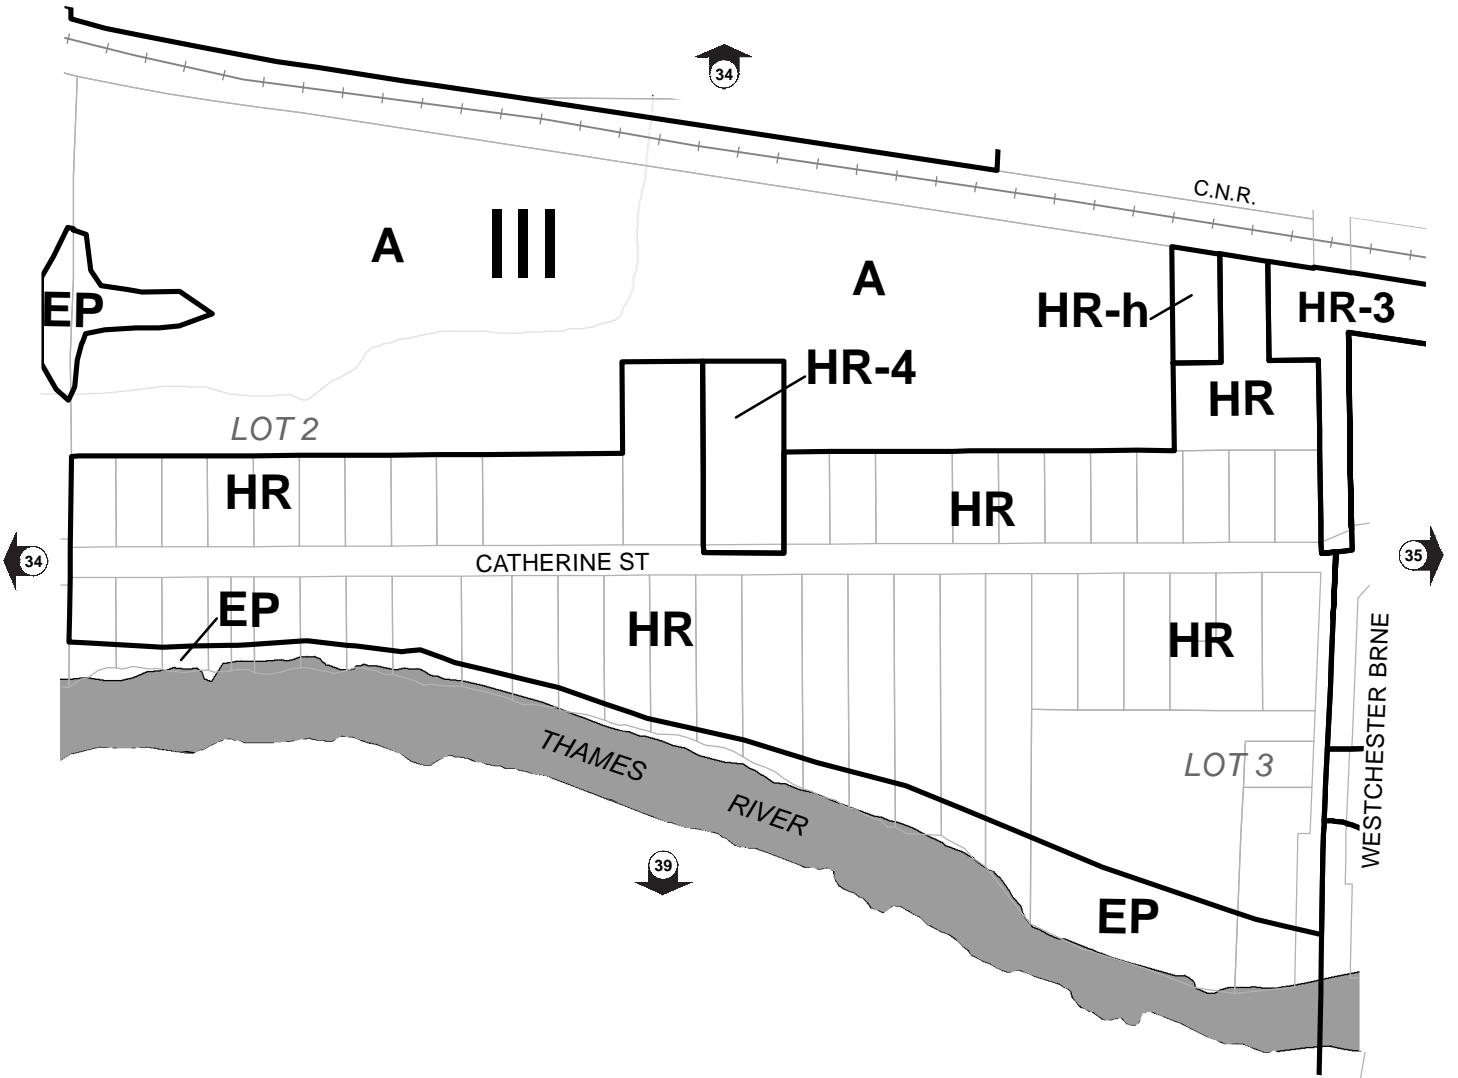 34
C.N.R.
A
III
A
EP
HR-h
HR-3
HR-4
HR
LOT 2
HR
HR
34
CATHERINE ST
35
EP
HR
HR
WESTCHESTER BRNE
THAMES
RIVER
LOT 3
39
EP